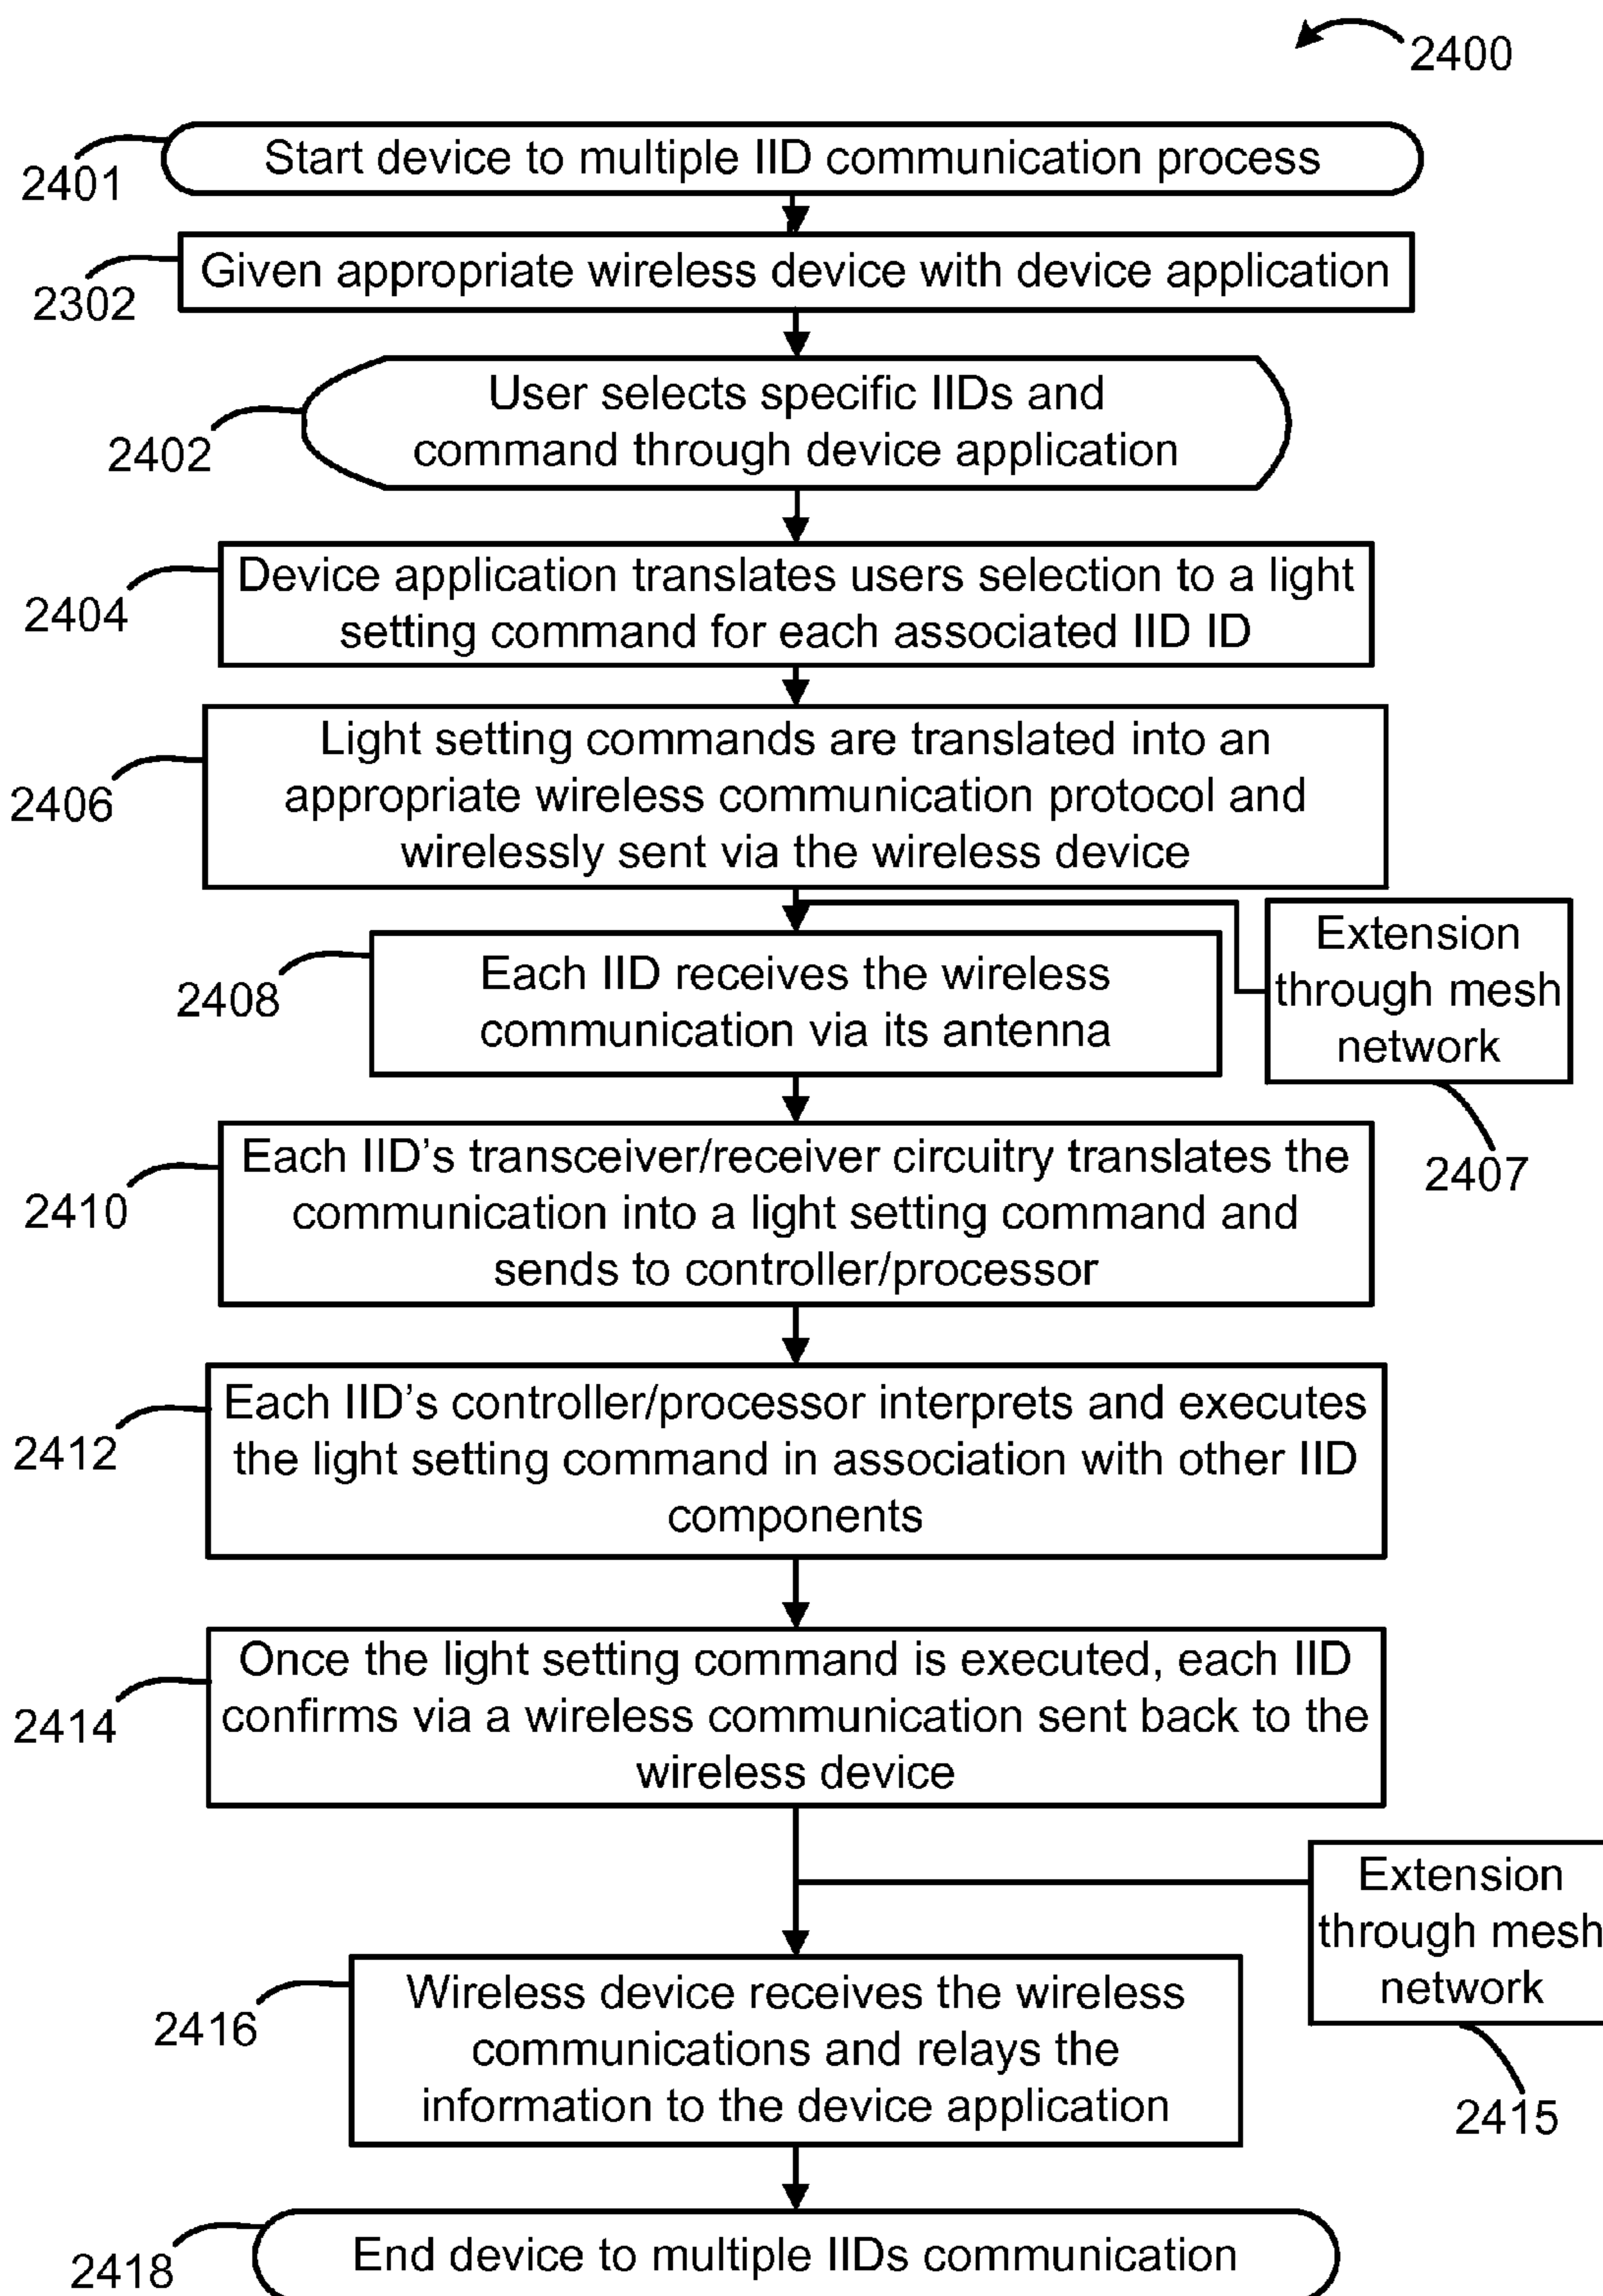 2400
Start device to multiple IID communication process
2401
Given appropriate wireless device with device application
2302
User selects specific IIDs and
command through device application
2402
Device application translates users selection to a light
setting command for each associated IID ID
2404
Light setting commands are translated into an
appropriate wireless communication protocol and
wirelessly sent via the wireless device
2406
Extension
through mesh
network
2407
Each IID receives the wireless
communication via its antenna
2408
Each IID's transceiver/receiver circuitry translates the
communication into a light setting command and
sends to controller/processor
2410
Each IID's controller/processor interprets and executes
the light setting command in association with other IID
components
2412
Once the light setting command is executed, each IID
confirms via a wireless communication sent back to the
wireless device
2414
Extension
through mesh
network
2415
Wireless device receives the wireless
communications and relays the
information to the device application
2416
End device to multiple IIDs communication
2418